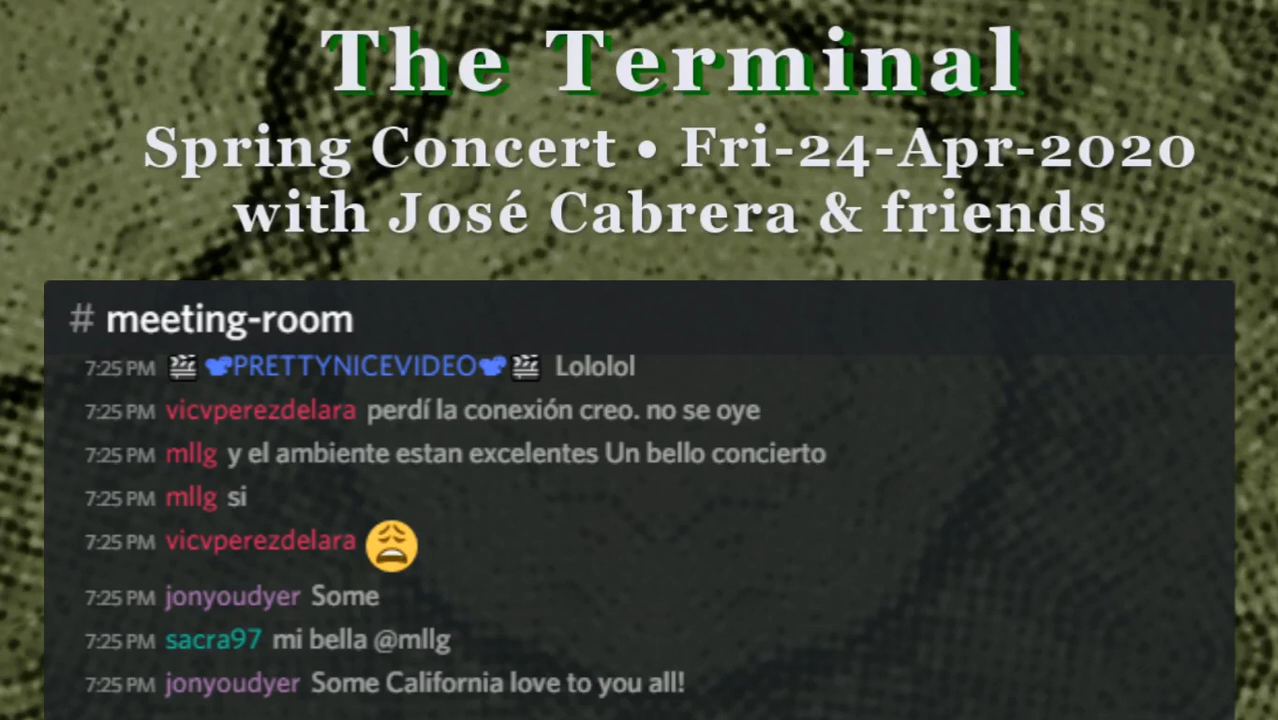 The Terminal
Spring Concert • Fri-24-Apr-2020
with José Cabrera & friends
# meeting-room
7:25 PM 🎬 PRETTYNICEVIDEO 🎬 Lololol
7:25 PM vicvperezdelara perdí la conexión creo. no se oye
7:25 PM mllg y el ambiente estan excelentes Un bello concierto
7:25 PM mllg si
7:25 PM vicvperezdelara 😩
7:25 PM jonyoudyer Some
7:25 PM sacra97 mi bella @mllg
7:25 PM jonyoudyer Some California love to you all!